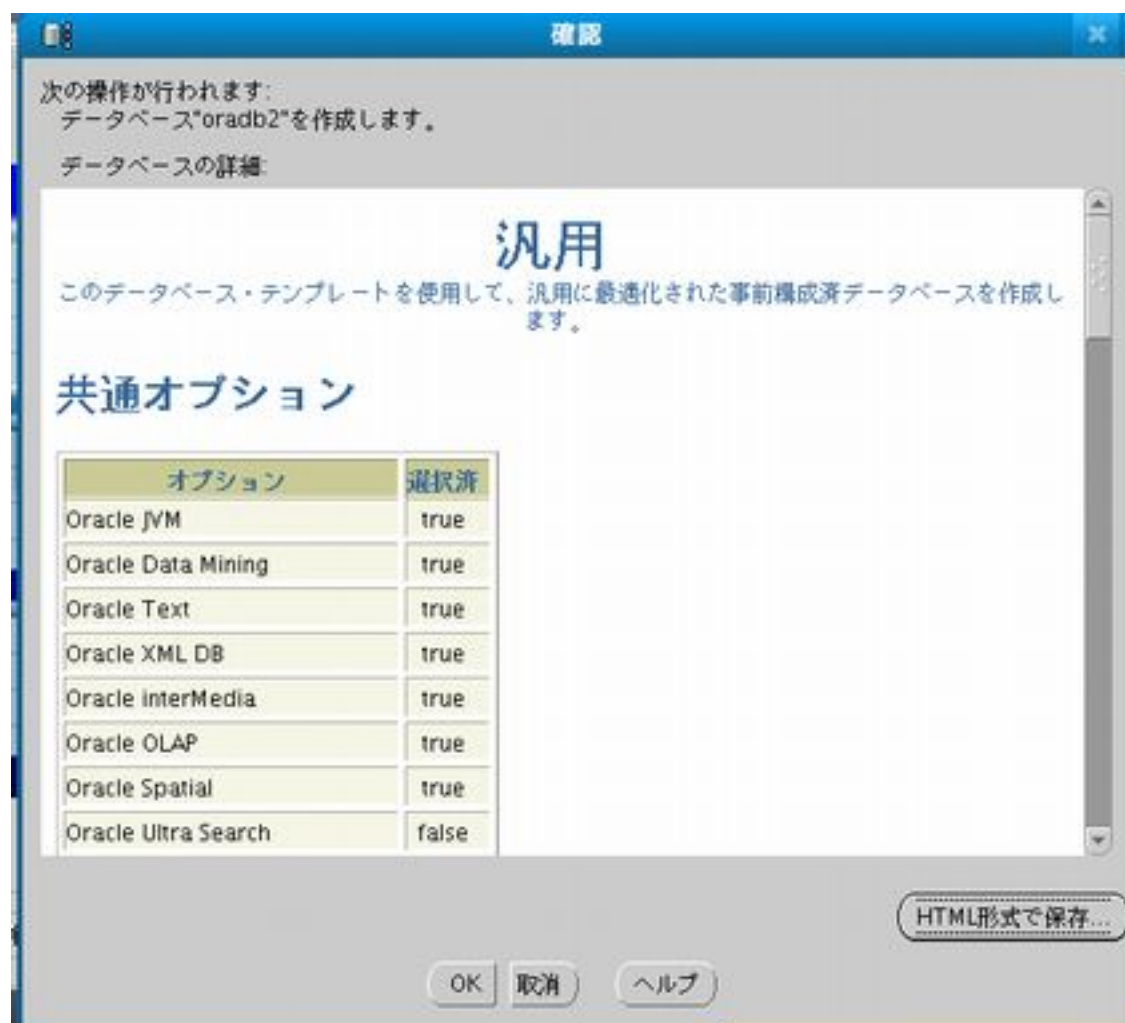 確認
次の操作が行われます:
データベース"oradb2"を作成します。
データベースの詳細:
汎用
このデータベース・テンプレートを使用して、汎用に最適化された事前構成済データベースを作成し
ます。
共通オプション
オプション 選択済
Oracle JVM true
Oracle Data Mining true
Oracle Text true
Oracle XML DB true
Oracle interMedia true
Oracle OLAP true
Oracle Spatial true
Oracle Ultra Search false
HTML形式で保存...
OK 取消 ヘルプ